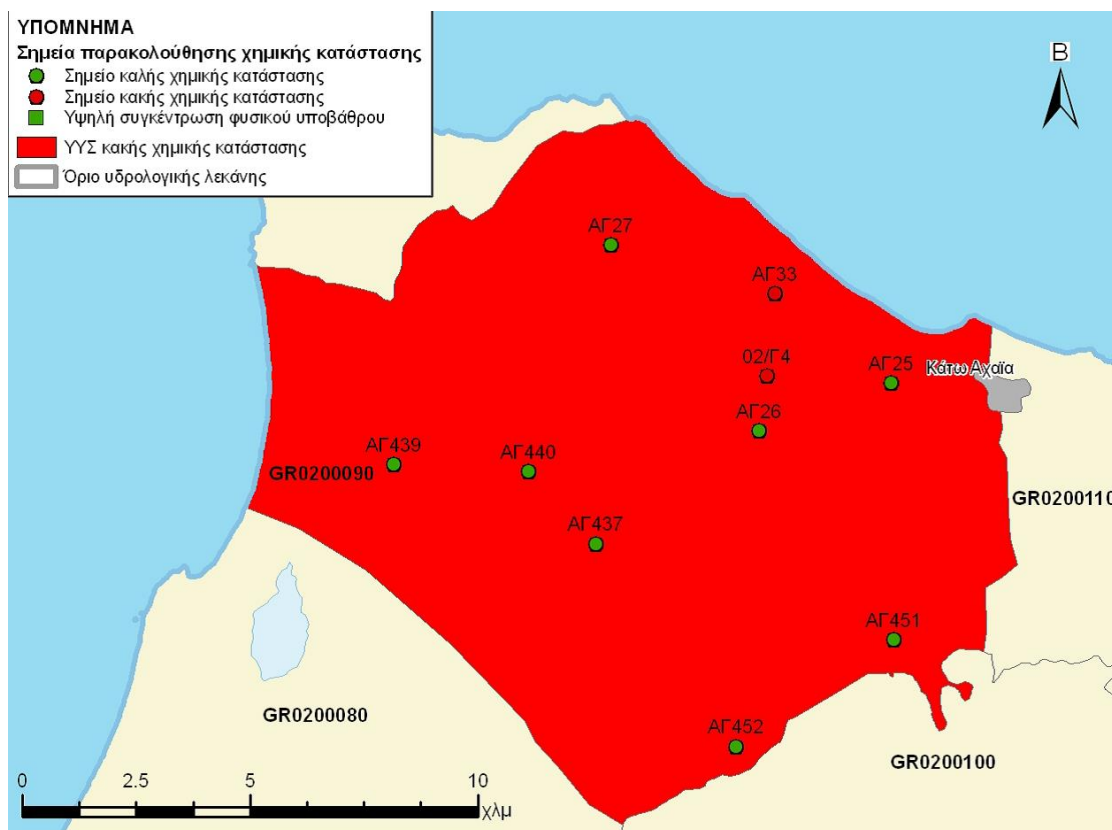 ΥΠΟΜΝΗΜΑ
Σημεία παρακολούθησης χημικής κατάστασης
Σημείο καλής χημικής κατάστασης
Σημείο κακής χημικής κατάστασης
Υψηλή συγκέντρωση φυσικού υποβάθρου
ΥΥΣ κακής χημικής κατάστασης
Όριο υδρολογικής λεκάνης
Β
ΑΓ27
ΑΓ33
02/Γ4
ΑΓ25
Κάτω Αχαΐα
ΑΓ26
ΑΓ439
ΑΓ440
GR0200090
GR0200110
ΑΓ437
ΑΓ451
GR0200080
ΑΓ452
GR0200100
0 2.5 5 10
χλμ